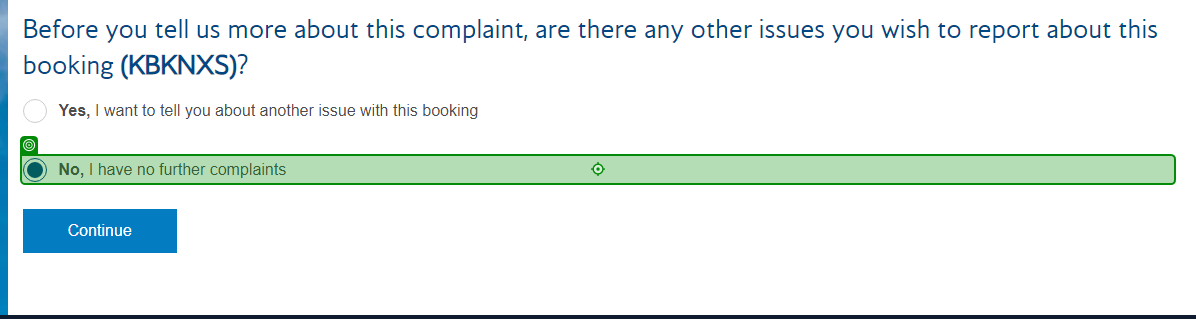 Before you tell us more about this complaint, are there any other issues you wish to report about this
booking (KBKNXS)?
Yes, I want to tell you about another issue with this booking
No, I have no further complaints
Continue